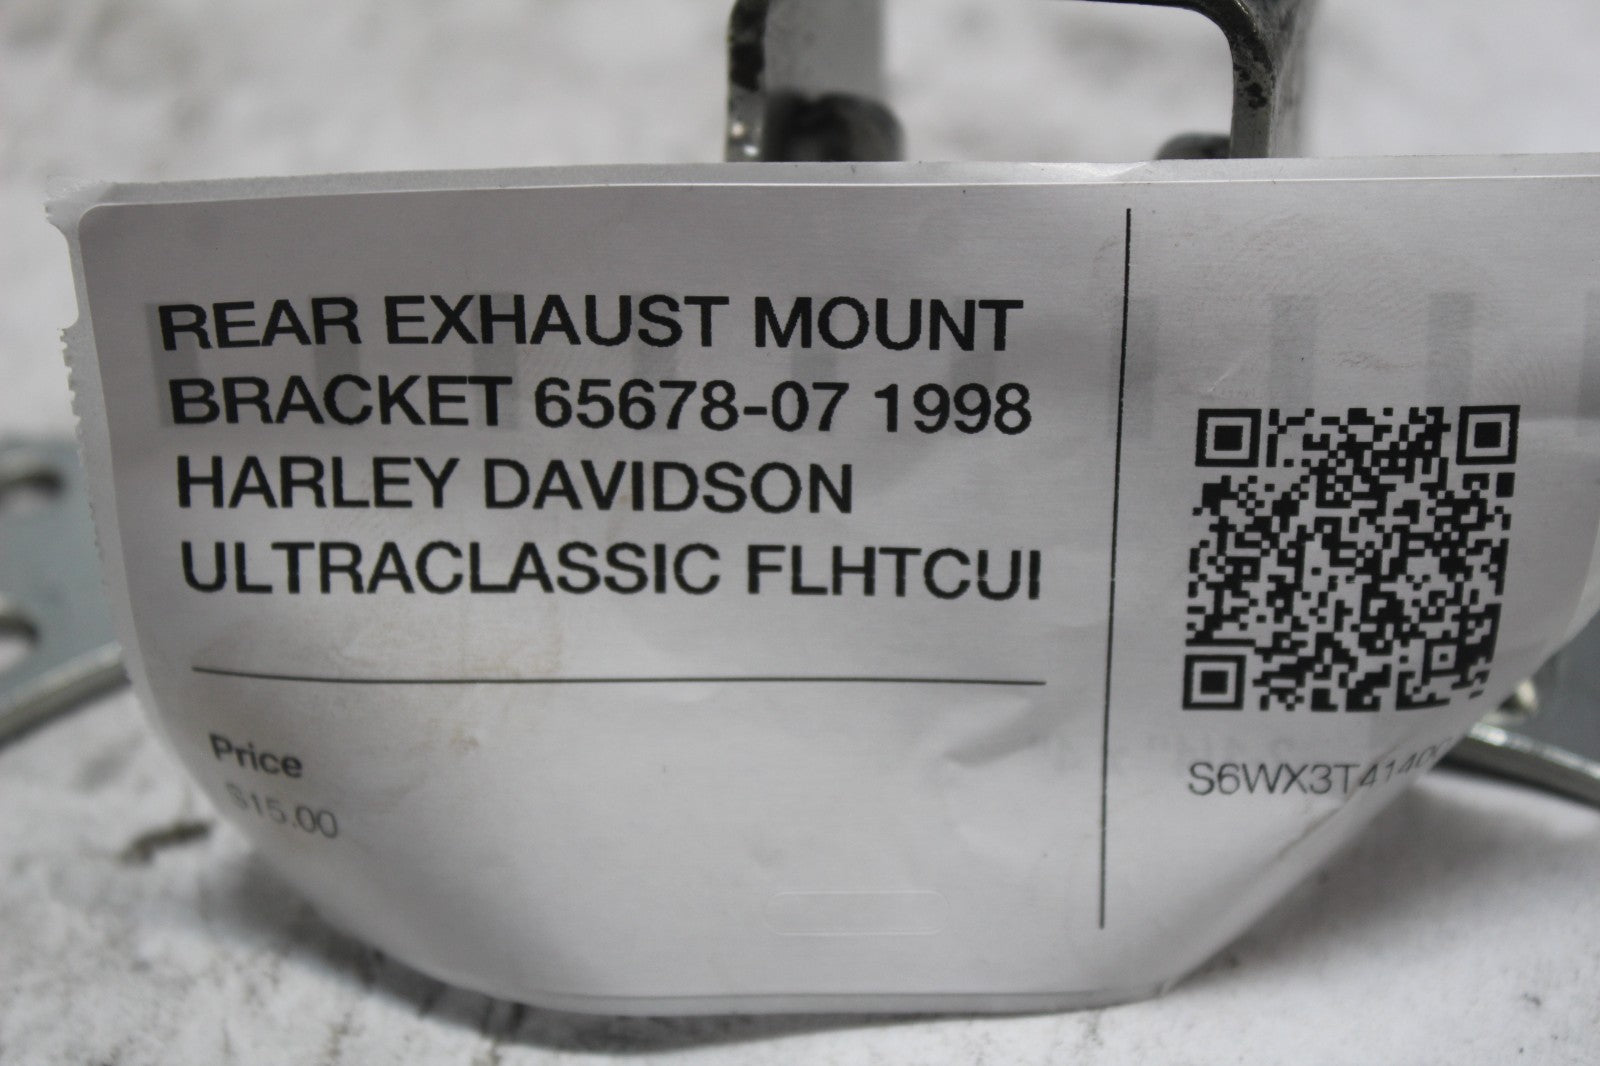 REAR EXHAUST MOUNT
BRACKET 65678-07 1998
HARLEY DAVIDSON
ULTRACLASSIC FLHTCUI
Price
$15.00